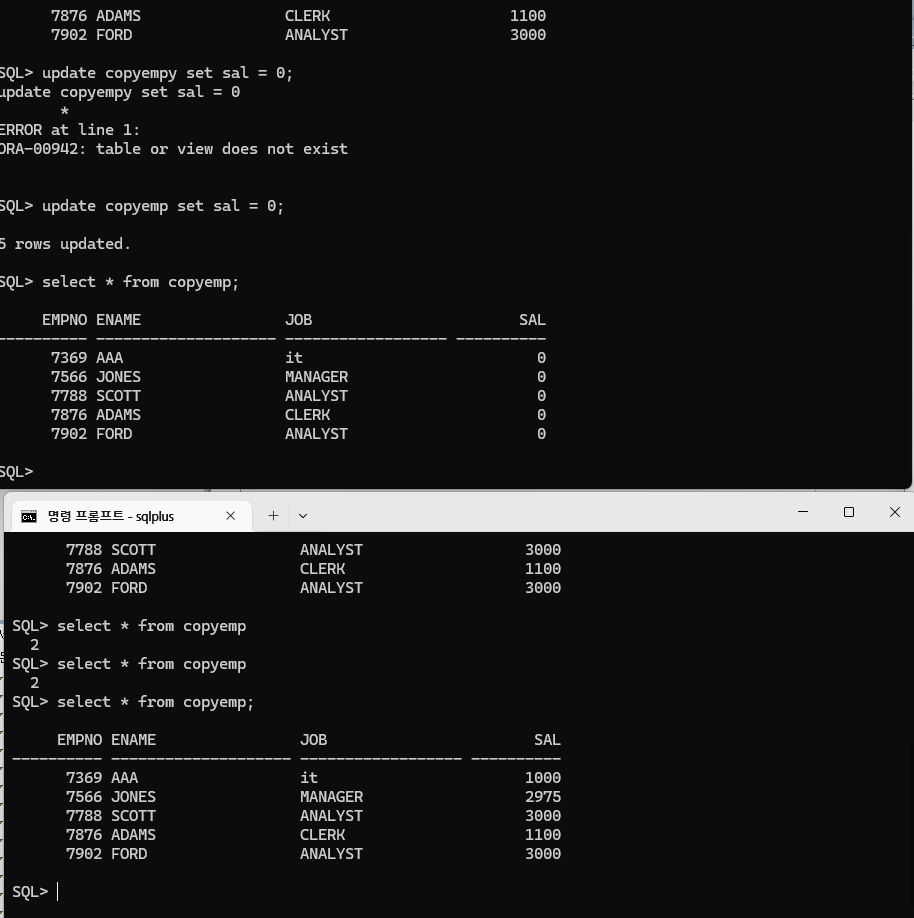 7876 ADAMS CLERK 1100
7902 FORD ANALYST 3000
SQL> update copyempy set sal = 0;
update copyempy set sal = 0
*
ERROR at line 1:
ORA-00942: table or view does not exist
SQL> update copyemp set sal = 0;
5 rows updated.
SQL> select * from copyemp;
EMPNO ENAME JOB SAL
---------- -------------------- ------------------ ----------
7369 AAA it 0
7566 JONES MANAGER 0
7788 SCOTT ANALYST 0
7876 ADAMS CLERK 0
7902 FORD ANALYST 0
SQL>
명령 프롬프트 - sqlplus
7788 SCOTT ANALYST 3000
7876 ADAMS CLERK 1100
7902 FORD ANALYST 3000
SQL> select * from copyemp
2
SQL> select * from copyemp
2
SQL> select * from copyemp;
EMPNO ENAME JOB SAL
---------- -------------------- ------------------ ----------
7369 AAA it 1000
7566 JONES MANAGER 2975
7788 SCOTT ANALYST 3000
7876 ADAMS CLERK 1100
7902 FORD ANALYST 3000
SQL>